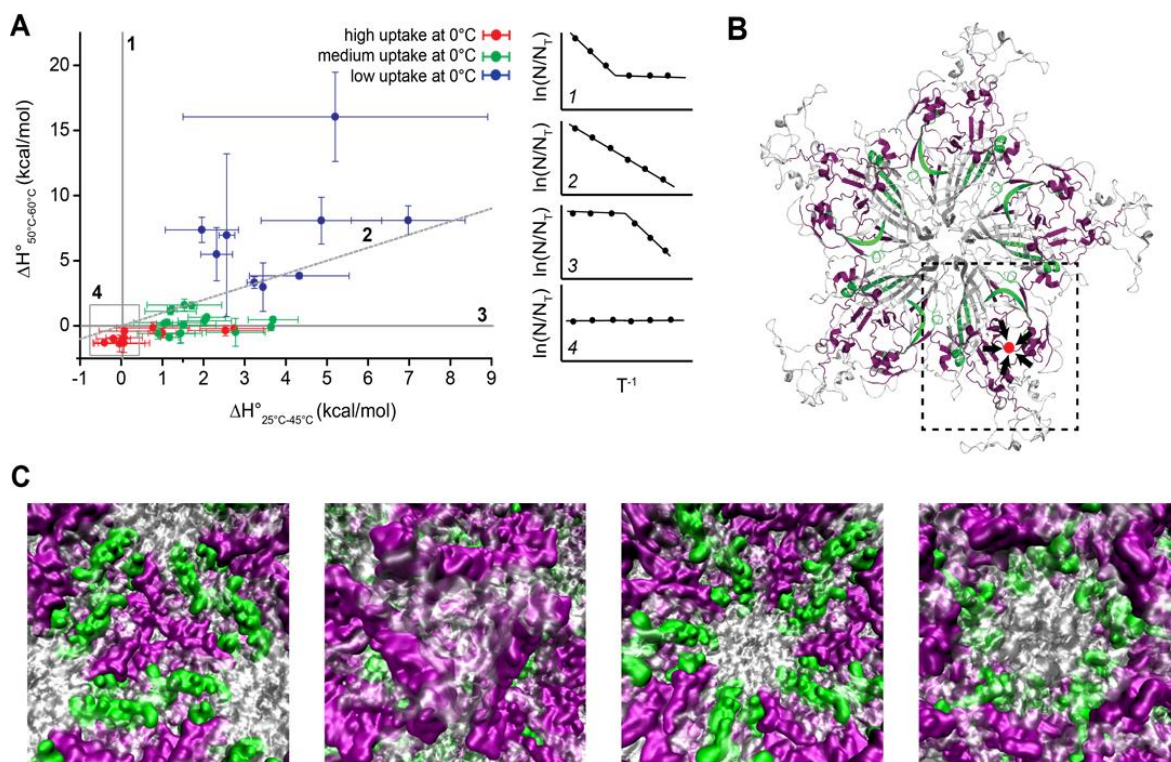 A
B
1
high uptake at 0°C
medium uptake at 0°C
low uptake at 0°C
20
15
10
5
0
ΔH°50°C-60°C (kcal/mol)
2
4
3
-1 0 1 2 3 4 5 6 7 8 9
ΔH°25°C-45°C (kcal/mol)
ln(N/NT)
1
ln(N/NT)
2
ln(N/NT)
3
ln(N/NT)
4
T-1
C